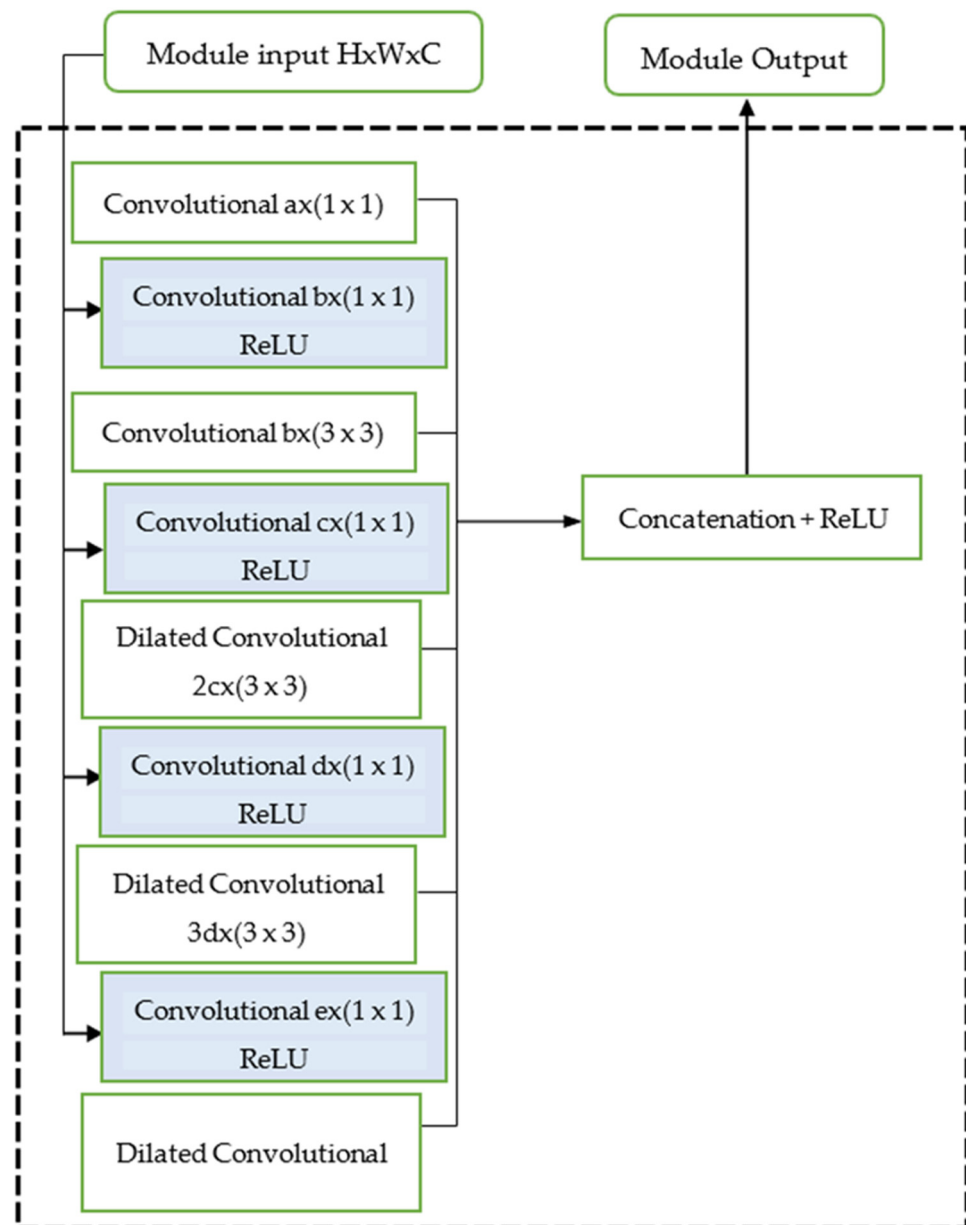 Module input HxWxC
Module Output
Convolutional ax(1 x 1)
Convolutional bx(1 x 1)
ReLU
Convolutional bx(3 x 3)
Convolutional cx(1 x 1)
ReLU
Concatenation + ReLU
Dilated Convolutional
2cx(3 x 3)
Convolutional dx(1 x 1)
ReLU
Dilated Convolutional
3dx(3 x 3)
Convolutional ex(1 x 1)
ReLU
Dilated Convolutional